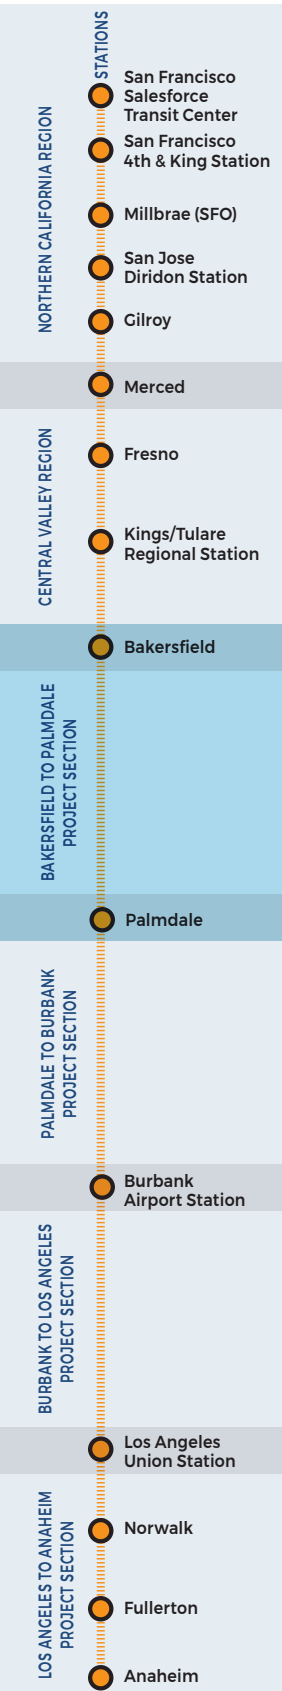 STATIONS
NORTHERN CALIFORNIA REGION
San Francisco
Salesforce
Transit Center
San Francisco
4th & King Station
Millbrae (SFO)
San Jose
Diridon Station
Gilroy
Merced
CENTRAL VALLEY REGION
Fresno
Kings/Tulare
Regional Station
Bakersfield
BAKERSFIELD TO PALMDALE
PROJECT SECTION
Palmdale
PALMDALE TO BURBANK
PROJECT SECTION
Burbank
Airport Station
BURBANK TO LOS ANGELES
PROJECT SECTION
Los Angeles
Union Station
LOS ANGELES TO ANAHEIM
PROJECT SECTION
Norwalk
Fullerton
Anaheim